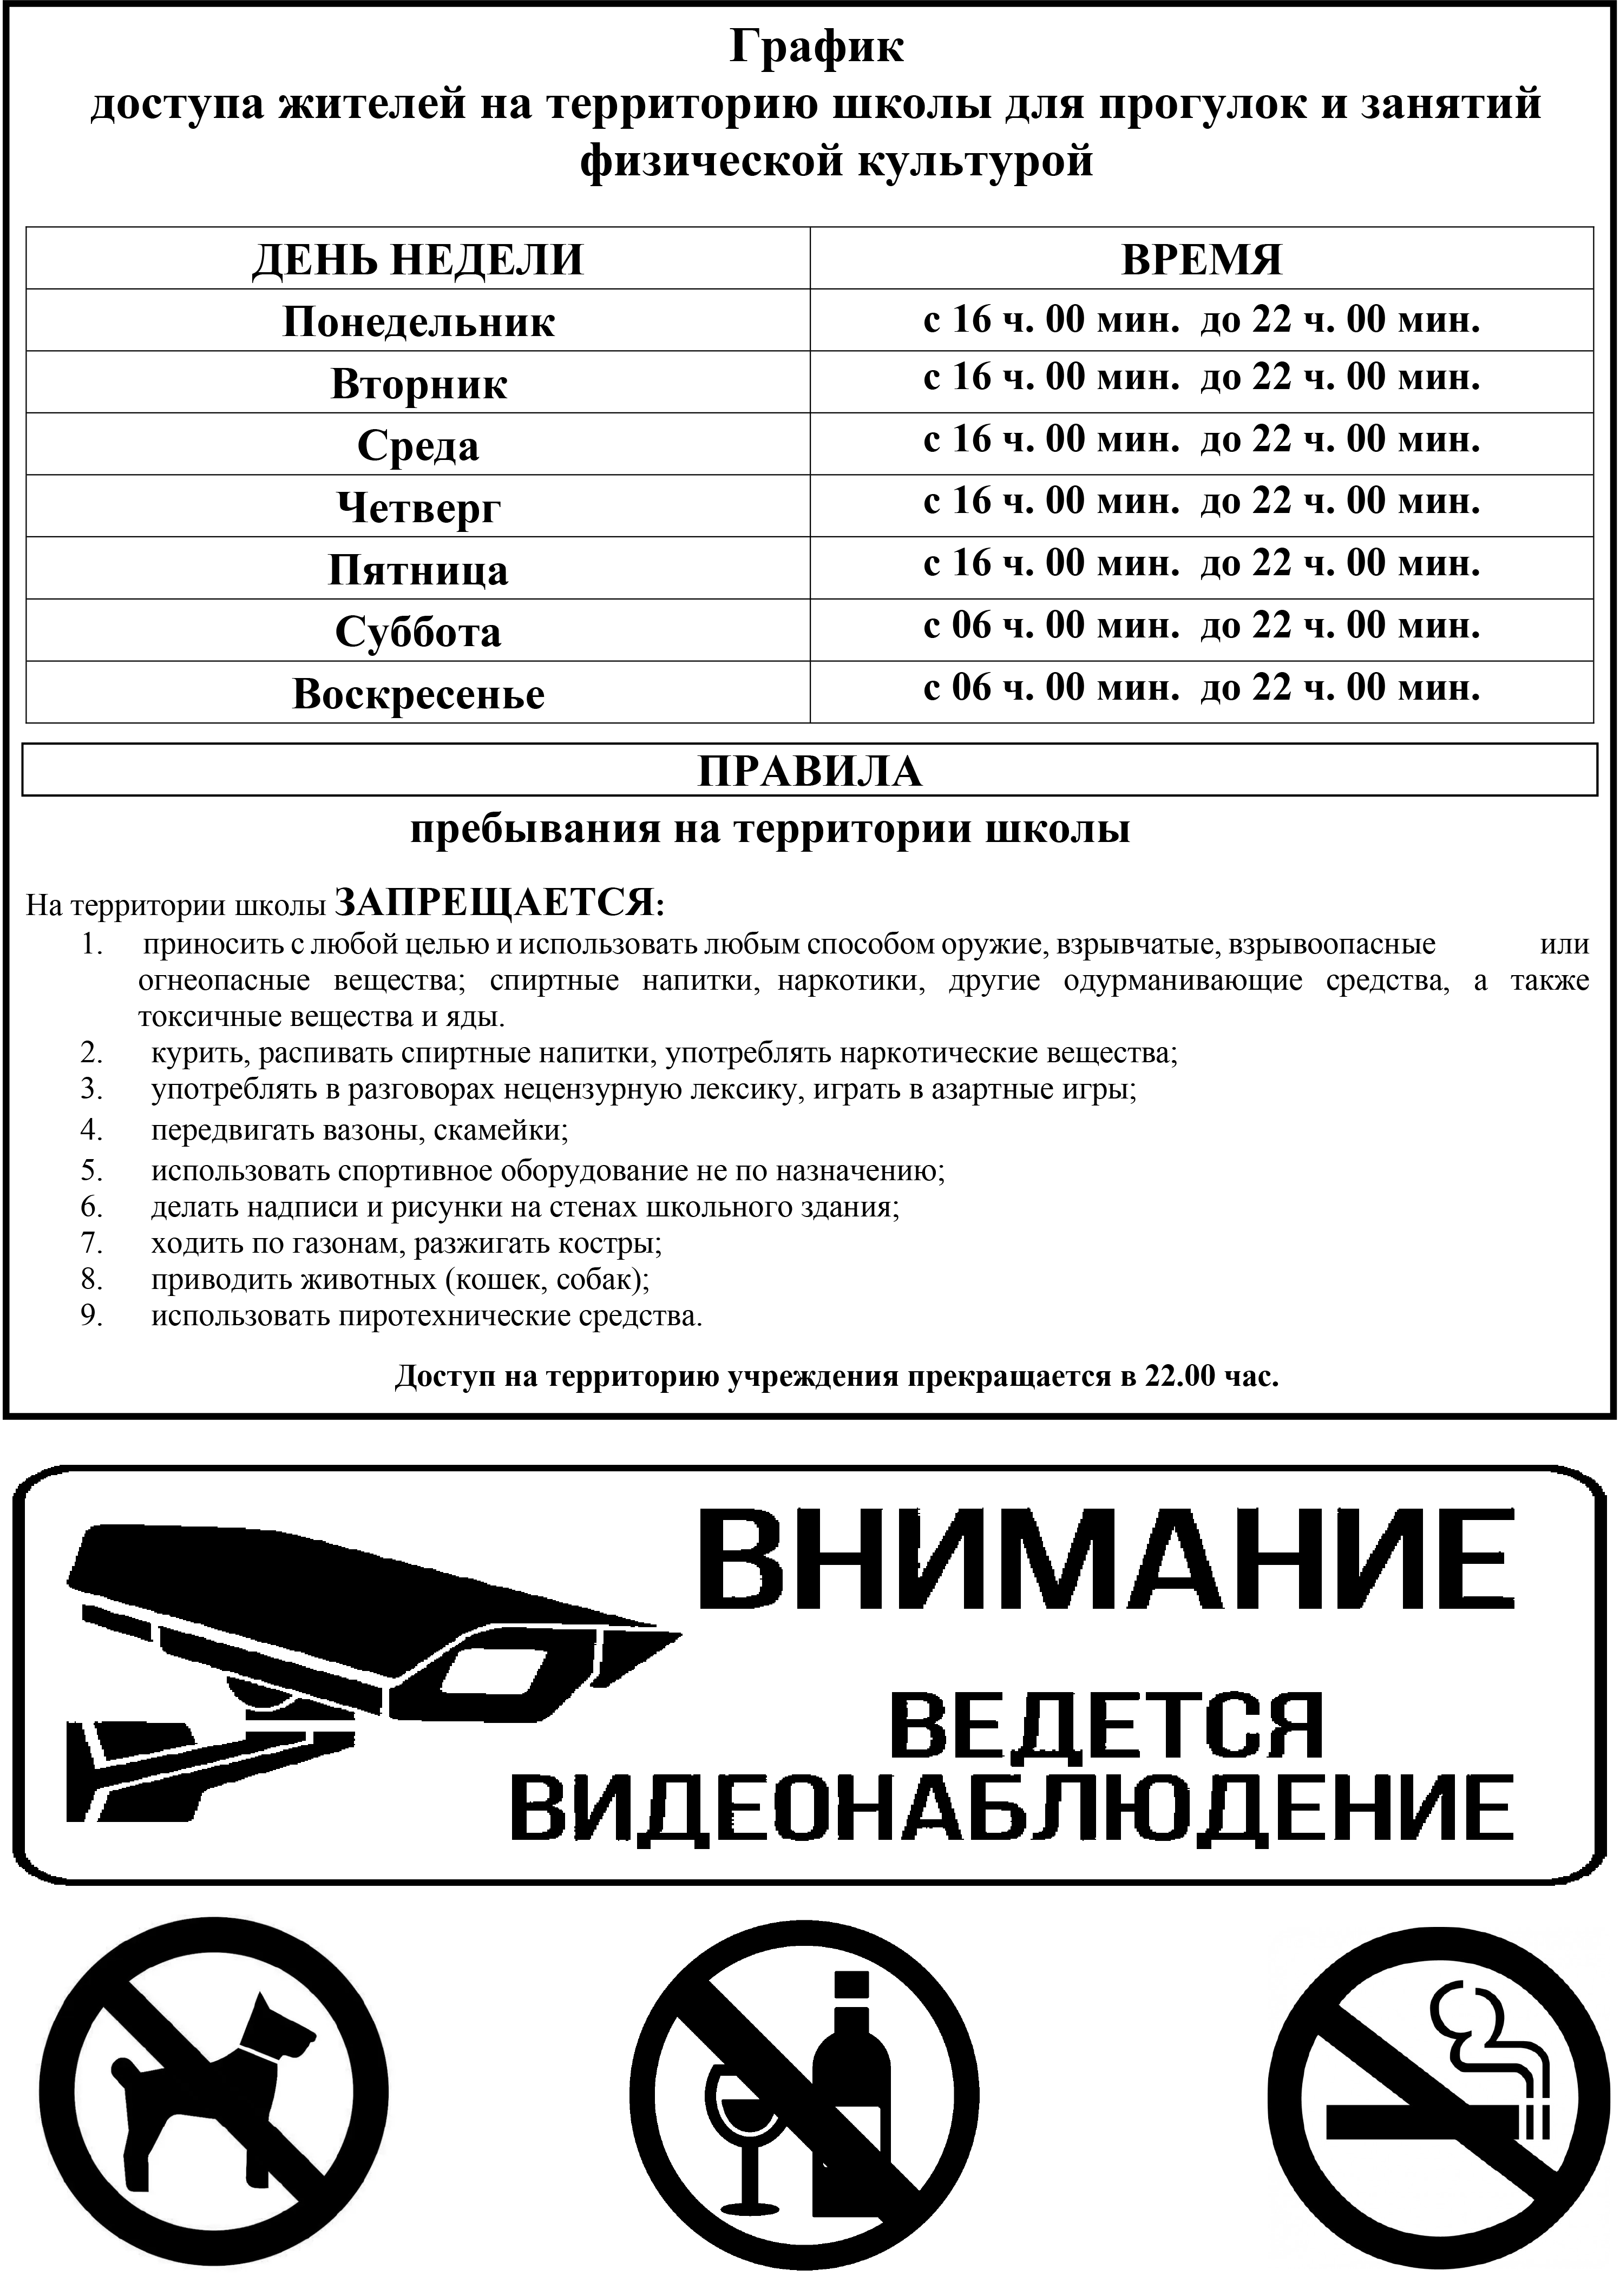 График
доступа жителей на территорию школы для прогулок и занятий
физической культурой
ДЕНЬ НЕДЕЛИ ВРЕМЯ
Понедельник с 16 ч. 00 мин. до 22 ч. 00 мин.
Вторник с 16 ч. 00 мин. до 22 ч. 00 мин.
Среда с 16 ч. 00 мин. до 22 ч. 00 мин.
Четверг с 16 ч. 00 мин. до 22 ч. 00 мин.
Пятница с 16 ч. 00 мин. до 22 ч. 00 мин.
Суббота с 06 ч. 00 мин. до 22 ч. 00 мин.
Воскресенье с 06 ч. 00 мин. до 22 ч. 00 мин.
ПРАВИЛА
пребывания на территории школы
На территории школы ЗАПРЕЩАЕТСЯ:
1. приносить с любой целью и использовать любым способом оружие, взрывчатые, взрывоопасные или
огнеопасные вещества; спиртные напитки, наркотики, другие одурманивающие средства, а также
токсичные вещества и яды.
2. курить, распивать спиртные напитки, употреблять наркотические вещества;
3. употреблять в разговорах нецензурную лексику, играть в азартные игры;
4. передвигать вазоны, скамейки;
5. использовать спортивное оборудование не по назначению;
6. делать надписи и рисунки на стенах школьного здания;
7. ходить по газонам, разжигать костры;
8. приводить животных (кошек, собак);
9. использовать пиротехнические средства.
Доступ на территорию учреждения прекращается в 22.00 час.
ВНИМАНИЕ
ВЕДЕТСЯ
ВИДЕОНАБЛЮДЕНИЕ